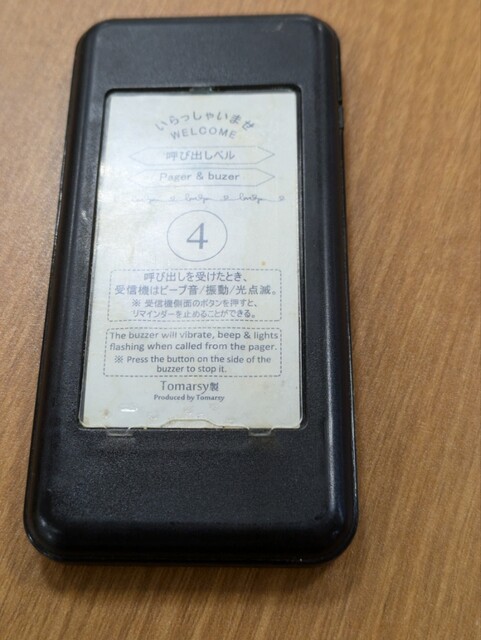 いらっしゃいませ
WELCOME
呼び出しベル
Pager & buzer
4
呼び出しを受けたとき、
受信機はビープ音/振動/光点滅。
※ 受信機側面のボタンを押すと、
リマインダーを止めることができる。
The buzzer will vibrate, beep & lights
flashing when called from the pager.
※ Press the button on the side of the
buzzer to stop it.
Tomarsy製
Produced by Tomarsy